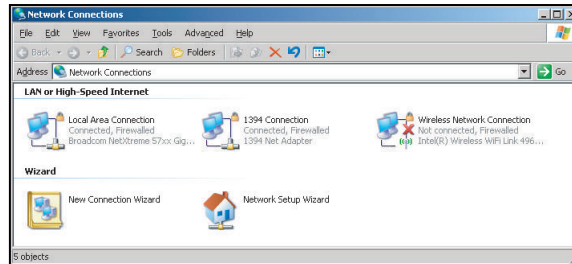 Network Connections
File Edit View Favorites Tools Advanced Help
Back Search Folders
Address Network Connections Go
LAN or High-Speed Internet
Local Area Connection
Connected, Firewalled
Broadcom NetXtreme 57xx Gig...
1394 Connection
Connected, Firewalled
1394 Net Adapter
Wireless Network Connection
Not connected, Firewalled
Intel(R) Wireless WiFi Link 496...
Wizard
New Connection Wizard
Network Setup Wizard
5 objects